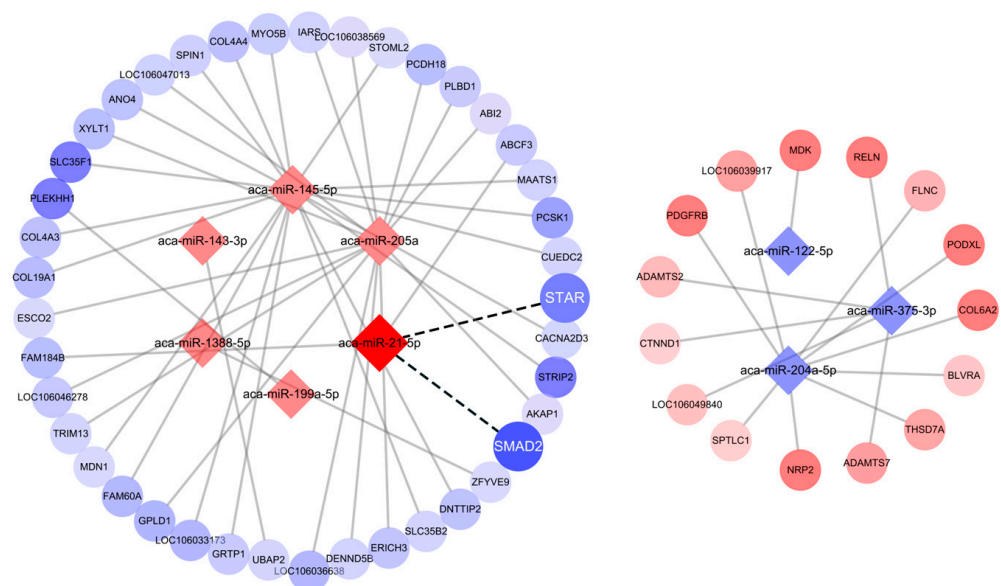 IARS
MYO5B
LOC106038569
COL4A4
STOML2
SPIN1
PCDH18
LOC106047013
PLBD1
ANO4
ABI2
XYLT1
ABCF3
SLC35F1
MAATS1
PLEKHH1
PCSK1
COL4A3
CUEDC2
COL19A1
STAR
ESCO2
CACNA2D3
FAM184B
STRIP2
LOC106046278
AKAP1
TRIM13
SMAD2
MDN1
ZFYVE9
FAM60A
DNTTIP2
GPLD1
SLC35B2
LOC106033173
ERICH3
GRTP1
DENND5B
UBAP2
LOC106036638
aca-miR-145-5p
aca-miR-143-3p
aca-miR-205a
aca-miR-1388-5p
aca-miR-21-5p
aca-miR-199a-5p
MDK
RELN
LOC106039917
FLNC
PDGFRB
PODXL
ADAMTS2
COL6A2
CTNND1
BLVRA
LOC106049840
THSD7A
SPTLC1
ADAMTS7
NRP2
aca-miR-122-5p
aca-miR-375-3p
aca-miR-204a-5p